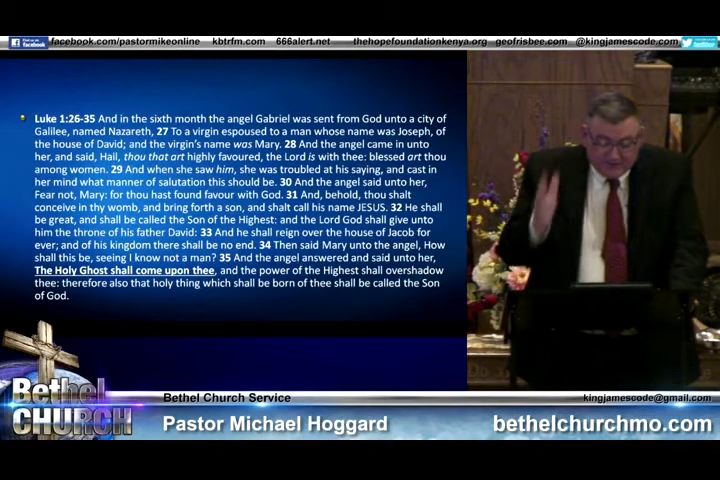 Find us on facebook
facebook.com/pastormikeonline kbtrfm.com 666alert.net thehopefoundationkenya.org geofrisbee.com @kingjamescode.com twitter
Luke 1:26-35 And in the sixth month the angel Gabriel was sent from God unto a city of
Galilee, named Nazareth, 27 To a virgin espoused to a man whose name was Joseph, of
the house of David; and the virgin's name was Mary. 28 And the angel came in unto
her, and said, Hail, thou that art highly favoured, the Lord is with thee: blessed art thou
among women. 29 And when she saw him, she was troubled at his saying, and cast in
her mind what manner of salutation this should be. 30 And the angel said unto her,
Fear not, Mary: for thou hast found favour with God. 31 And, behold, thou shalt
conceive in thy womb, and bring forth a son, and shalt call his name JESUS. 32 He shall
be great, and shall be called the Son of the Highest: and the Lord God shall give unto
him the throne of his father David: 33 And he shall reign over the house of Jacob for
ever; and of his kingdom there shall be no end. 34 Then said Mary unto the angel, How
shall this be, seeing I know not a man? 35 And the angel answered and said unto her,
The Holy Ghost shall come upon thee, and the power of the Highest shall overshadow
thee: therefore also that holy thing which shall be born of thee shall be called the Son
of God.
Bethel
CHURCH
Bethel Church Service kingjamescode@gmail.com
Pastor Michael Hoggard bethelchurchmo.com